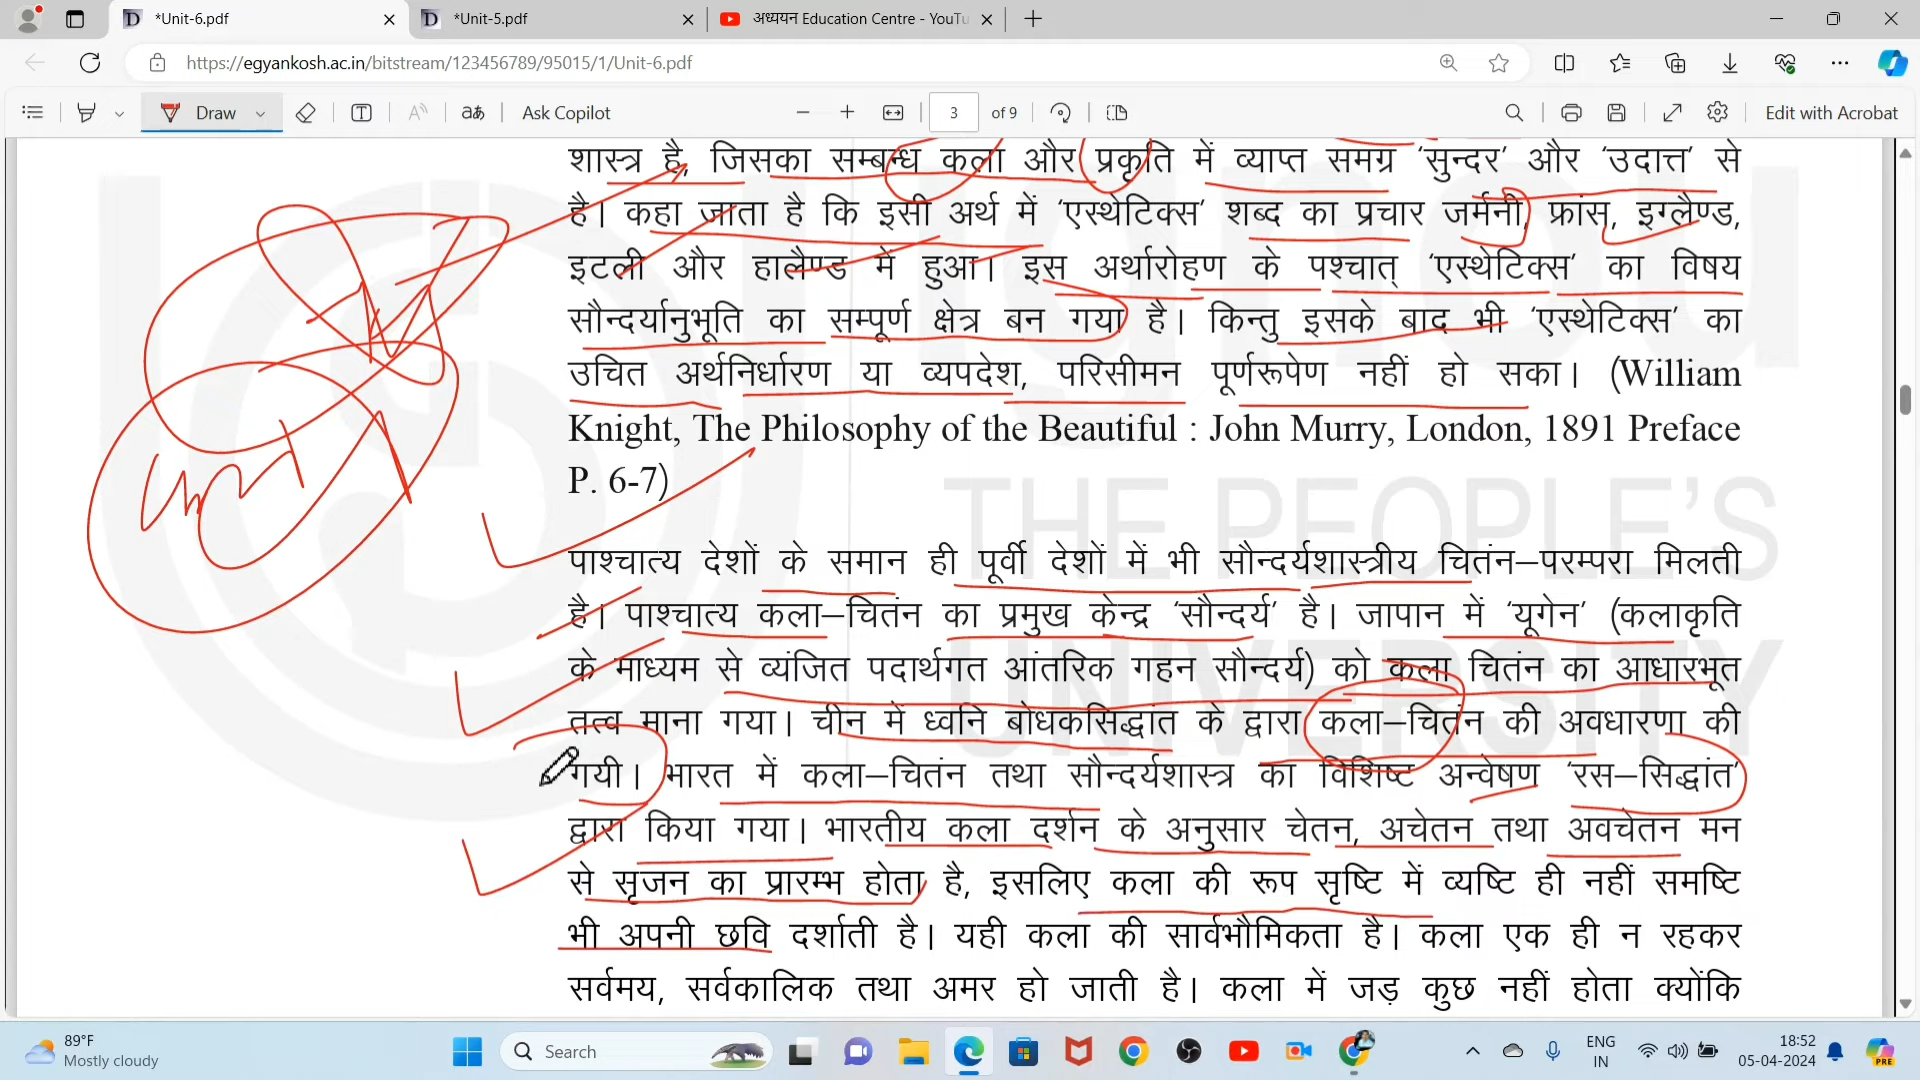 *Unit-6.pdf
*Unit-5.pdf
अध्ययन Education Centre - YouTu
https://egyankosh.ac.in/bitstream/123456789/95015/1/Unit-6.pdf
Draw
Ask Copilot
3 of 9
Edit with Acrobat
शास्त्र है, जिसका सम्बन्ध कला और प्रकृति में व्याप्त समग्र ‘सुन्दर’ और ‘उदात्त’ से
है। कहा जाता है कि इसी अर्थ में ‘एस्थेटिक्स’ शब्द का प्रचार जर्मनी, फ्रांस, इग्लैण्ड,
इटली और हालैण्ड में हुआ। इस अर्थारोहण के पश्चात् ‘एस्थेटिक्स’ का विषय
सौन्दर्यानुभूति का सम्पूर्ण क्षेत्र बन गया है। किन्तु इसके बाद भी ‘एस्थेटिक्स’ का
उचित अर्थनिर्धारण या व्यपदेश, परिसीमन पूर्णरूपेण नहीं हो सका। (William
Knight, The Philosophy of the Beautiful : John Murry, London, 1891 Preface
P. 6-7)
THE PEOPLE'S
UNIVERSITY
पाश्चात्य देशों के समान ही पूर्वी देशों में भी सौन्दर्यशास्त्रीय चितंन–परम्परा मिलती
है। पाश्चात्य कला–चितंन का प्रमुख केन्द्र ‘सौन्दर्य’ है। जापान में ‘यूगेन’ (कलाकृति
के माध्यम से व्यंजित पदार्थगत आंतरिक गहन सौन्दर्य) को कला चितंन का आधारभूत
तत्व माना गया। चीन में ध्वनि बोधकसिद्धांत के द्वारा कला–चितंन की अवधारणा की
गयी। भारत में कला–चितंन तथा सौन्दर्यशास्त्र का विशिष्ट अन्वेषण ‘रस–सिद्धांत’
द्वारा किया गया। भारतीय कला दर्शन के अनुसार चेतन, अचेतन तथा अवचेतन मन
से सृजन का प्रारम्भ होता है, इसलिए कला की रूप सृष्टि में व्यष्टि ही नहीं समष्टि
भी अपनी छवि दर्शाती है। यही कला की सार्वभौमिकता है। कला एक ही न रहकर
सर्वमय, सर्वकालिक तथा अमर हो जाती है। कला में जड़ कुछ नहीं होता क्योंकि
89°F
Mostly cloudy
Search
ENG
IN
18:52
05-04-2024